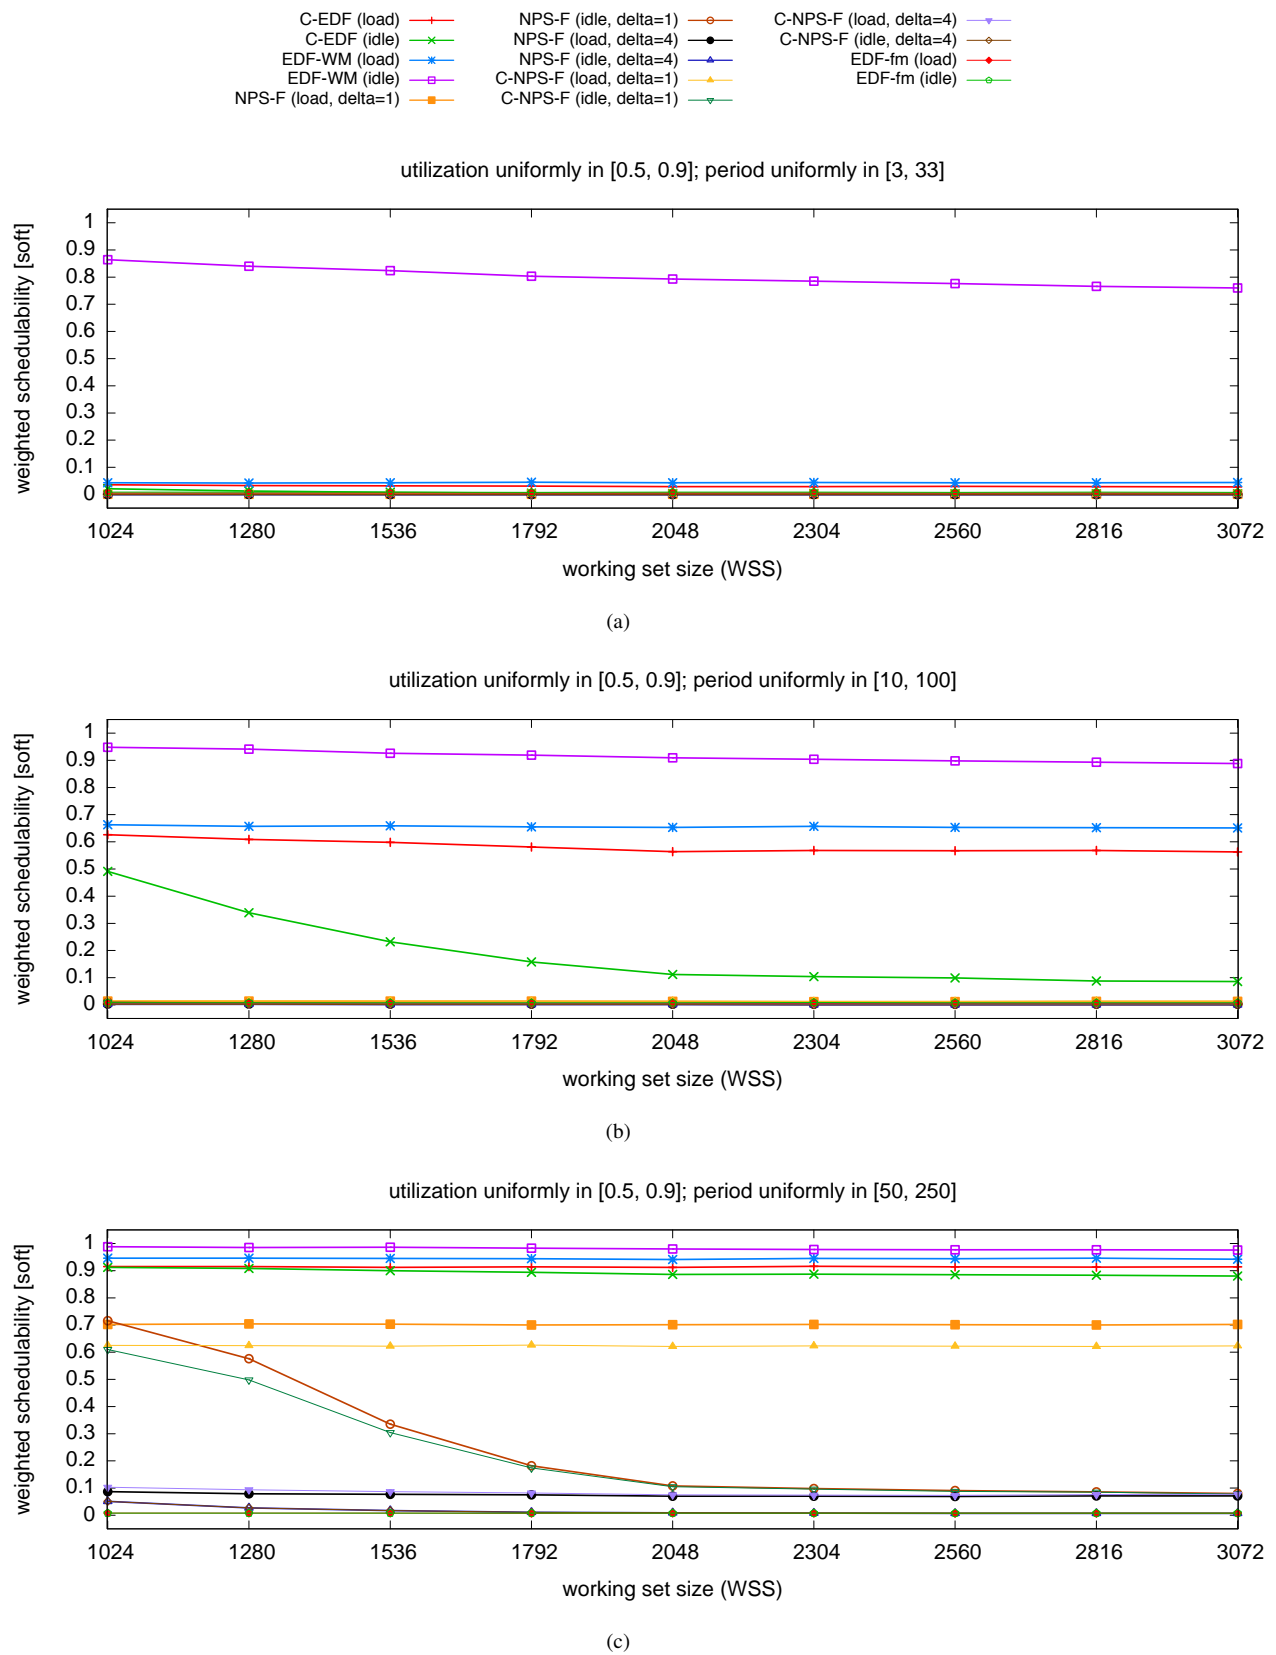 C-EDF (load)
C-EDF (idle)
EDF-WM (load)
EDF-WM (idle)
NPS-F (load, delta=1)
NPS-F (idle, delta=1)
NPS-F (load, delta=4)
NPS-F (idle, delta=4)
C-NPS-F (load, delta=1)
C-NPS-F (idle, delta=1)
C-NPS-F (load, delta=4)
C-NPS-F (idle, delta=4)
EDF-fm (load)
EDF-fm (idle)
utilization uniformly in [0.5, 0.9]; period uniformly in [3, 33]
weighted schedulability [soft]
1
0.9
0.8
0.7
0.6
0.5
0.4
0.3
0.2
0.1
0
1024 1280 1536 1792 2048 2304 2560 2816 3072
working set size (WSS)
(a)
utilization uniformly in [0.5, 0.9]; period uniformly in [10, 100]
weighted schedulability [soft]
1
0.9
0.8
0.7
0.6
0.5
0.4
0.3
0.2
0.1
0
1024 1280 1536 1792 2048 2304 2560 2816 3072
working set size (WSS)
(b)
utilization uniformly in [0.5, 0.9]; period uniformly in [50, 250]
weighted schedulability [soft]
1
0.9
0.8
0.7
0.6
0.5
0.4
0.3
0.2
0.1
0
1024 1280 1536 1792 2048 2304 2560 2816 3072
working set size (WSS)
(c)